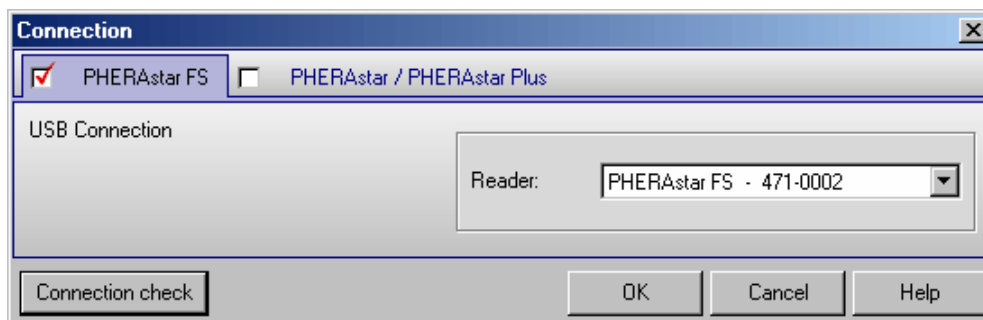 Connection
PHERAstar FS PHERAstar / PHERAstar Plus
USB Connection
Reader: PHERAstar FS - 471-0002
Connection check OK Cancel Help